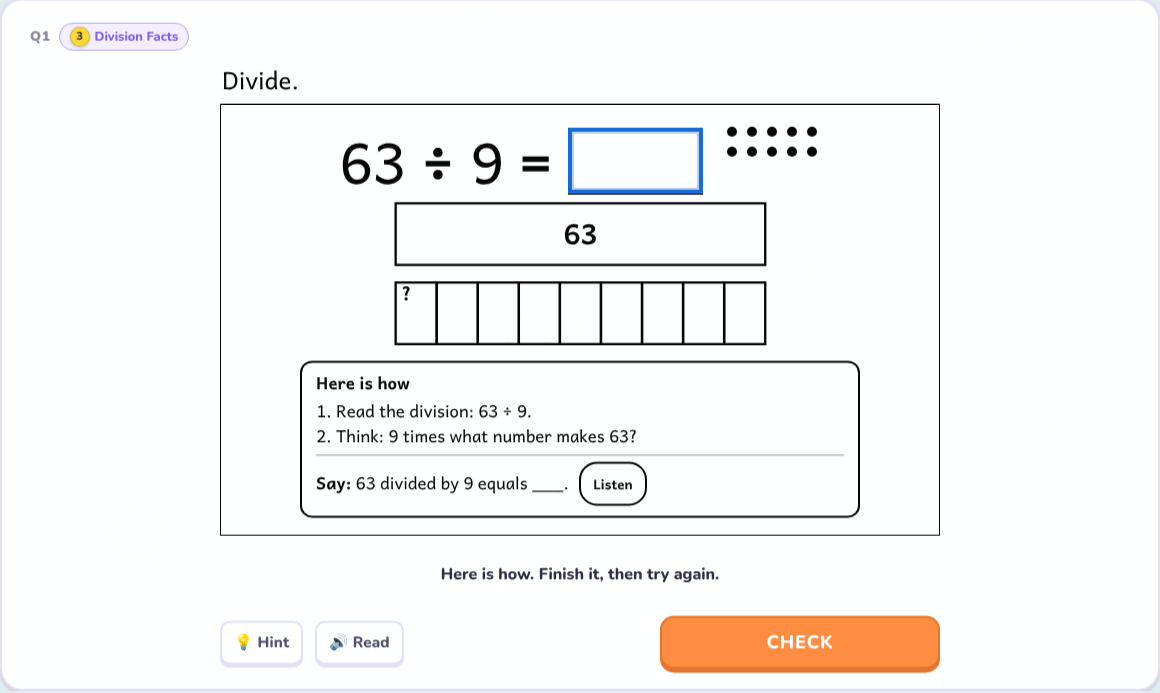 Q1 3 Division Facts
Divide.
63 ÷ 9 =
63
?
Here is how
1. Read the division: 63 ÷ 9.
2. Think: 9 times what number makes 63?
Say: 63 divided by 9 equals ____. Listen
Here is how. Finish it, then try again.
Hint Read CHECK